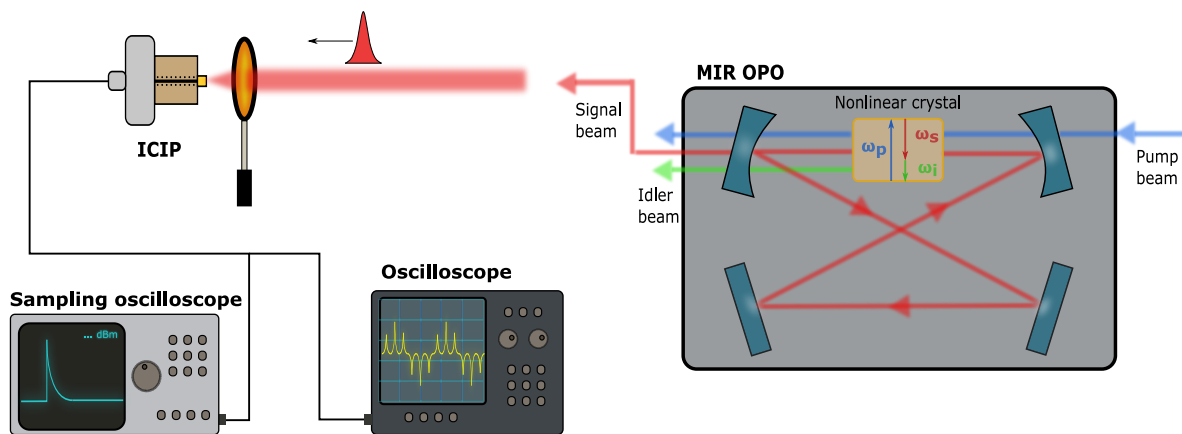 ICIP
Sampling oscilloscope
... dBm
Oscilloscope
MIR OPO
Nonlinear crystal
Signal
beam
ωp
ωs
ωi
Pump
beam
Idler
beam